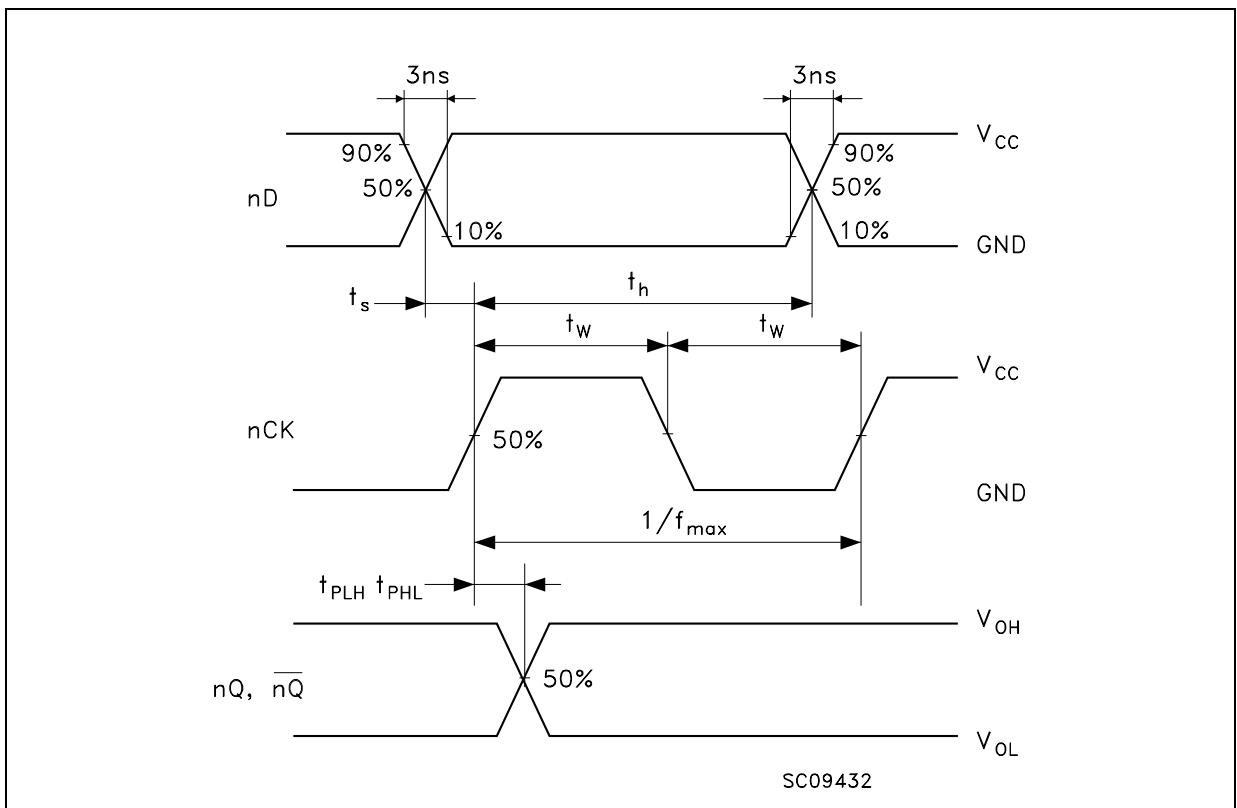 3ns 3ns
V_CC
90% 90%
nD 50% 50%
10% 10%
GND
t_s t_h
t_W t_W
V_CC
nCK 50%
GND
1/f_max
t_PLH t_PHL
V_OH
nQ, n̅Q̅ 50%
V_OL
SC09432